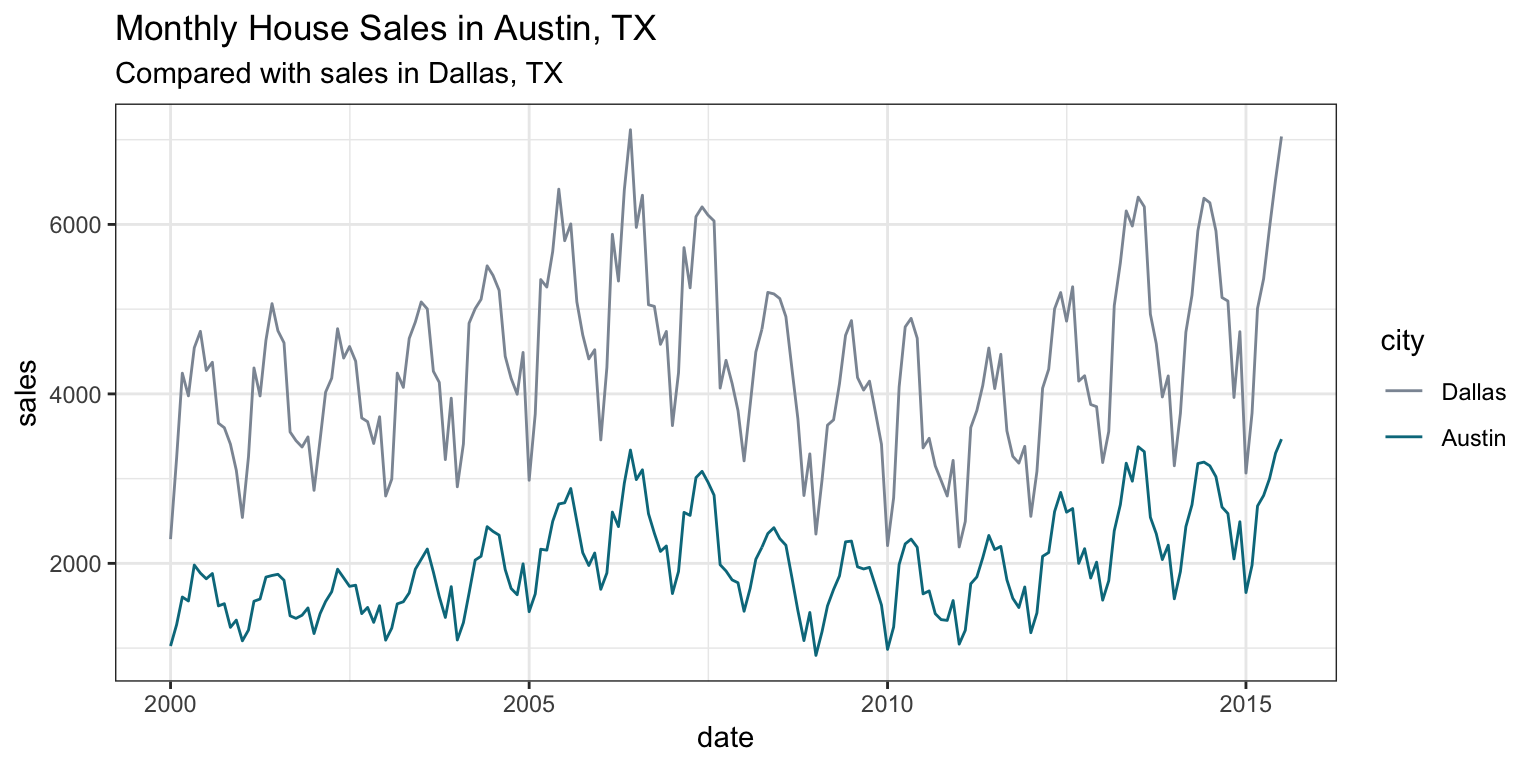 Monthly House Sales in Austin, TX
Compared with sales in Dallas, TX
sales
6000
4000
2000
2000
2005
2010
2015
date
city
Dallas
Austin